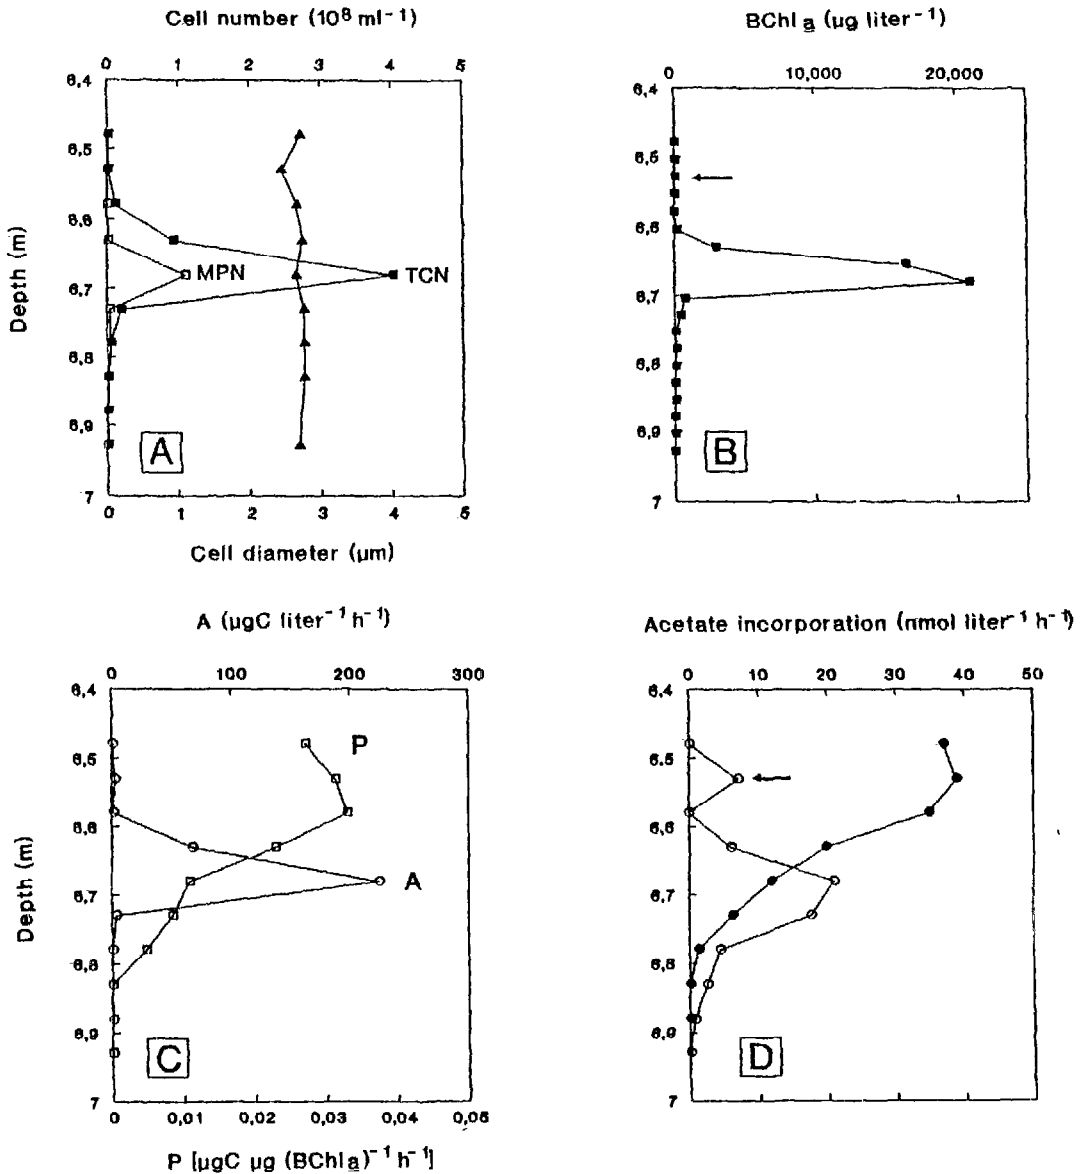 Cell number (10⁸ ml⁻¹)
0 1 2 3 4 5
6,4
6,5
6,6
6,7
6,8
6,9
7
Depth (m)
MPN
TCN
A
0 1 2 3 4 5
Cell diameter (µm)
BChl a (µg liter⁻¹)
0 10,000 20,000
6,4
6,5
6,6
6,7
6,8
6,9
7
B
A (µgC liter⁻¹ h⁻¹)
0 100 200 300
6,4
6,5
6,6
6,7
6,8
6,9
7
Depth (m)
P
A
C
0 0,01 0,02 0,03 0,04 0,05
P [µgC µg (BChl a)⁻¹ h⁻¹]
Acetate incorporation (nmol liter⁻¹ h⁻¹)
0 10 20 30 40 50
6,4
6,5
6,6
6,7
6,8
6,9
7
D